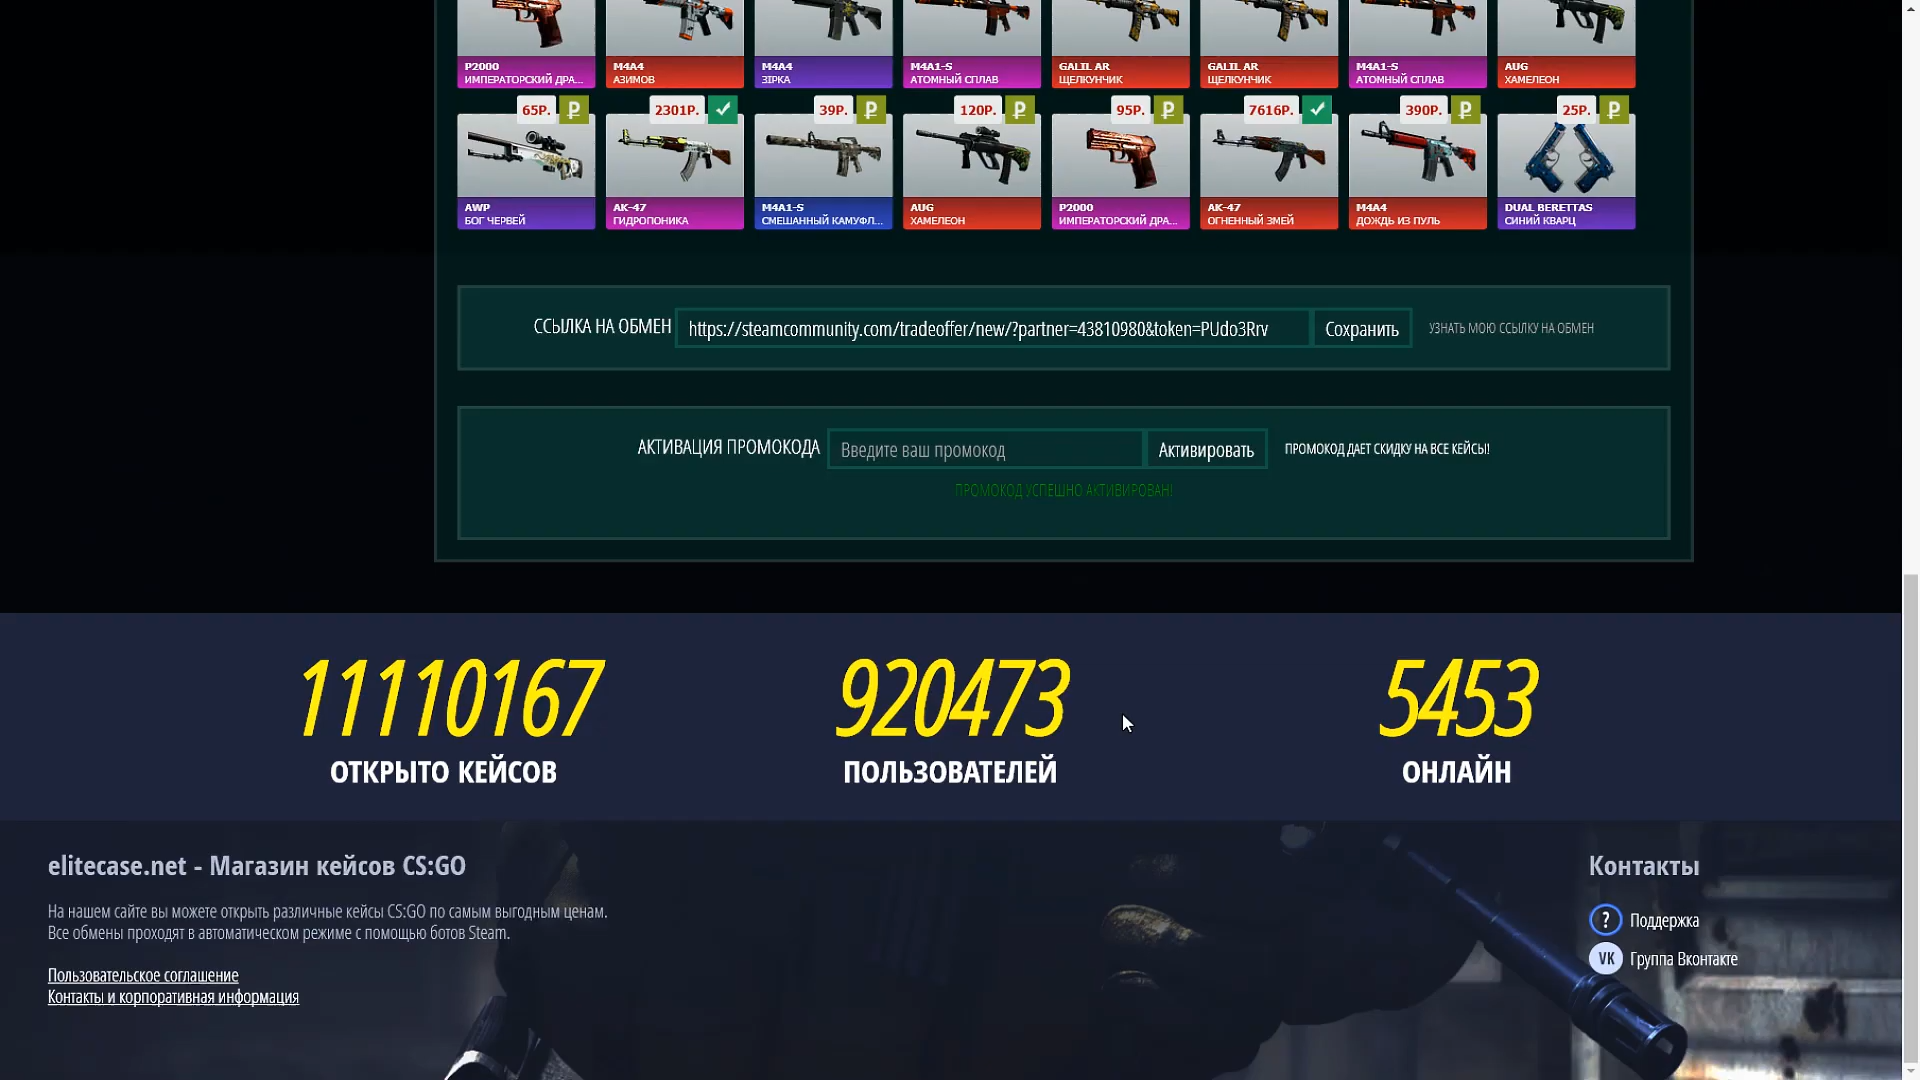 P2000
ИМПЕРАТОРСКИЙ ДРА...
M4A4
АЗИМОВ
M4A4
ЗІРКА
M4A1-S
АТОМНЫЙ СПЛАВ
GALIL AR
ЩЕЛКУНЧИК
GALIL AR
ЩЕЛКУНЧИК
M4A1-S
АТОМНЫЙ СПЛАВ
AUG
ХАМЕЛЕОН
65Р. ₽
2301Р.
39Р. ₽
120Р. ₽
95Р. ₽
7616Р.
390Р. ₽
25Р. ₽
AWP
БОГ ЧЕРВЕЙ
AK-47
ГИДРОПОНИКА
M4A1-S
СМЕШАННЫЙ КАМУФЛ...
AUG
ХАМЕЛЕОН
P2000
ИМПЕРАТОРСКИЙ ДРА...
AK-47
ОГНЕННЫЙ ЗМЕЙ
M4A4
ДОЖДЬ ИЗ ПУЛЬ
DUAL BERETTAS
СИНИЙ КВАРЦ
ССЫЛКА НА ОБМЕН https://steamcommunity.com/tradeoffer/new/?partner=43810980&token=PUdo3Rrv Сохранить УЗНАТЬ МОЮ ССЫЛКУ НА ОБМЕН
АКТИВАЦИЯ ПРОМОКОДА Введите ваш промокод Активировать ПРОМОКОД ДАЕТ СКИДКУ НА ВСЕ КЕЙСЫ!
ПРОМОКОД УСПЕШНО АКТИВИРОВАН!
11110167
ОТКРЫТО КЕЙСОВ
920473
ПОЛЬЗОВАТЕЛЕЙ
5453
ОНЛАЙН
elitecase.net - Магазин кейсов CS:GO
На нашем сайте вы можете открыть различные кейсы CS:GO по самым выгодным ценам.
Все обмены проходят в автоматическом режиме с помощью ботов Steam.
Пользовательское соглашение
Контакты и корпоративная информация
Контакты
? Поддержка
VK Группа Вконтакте